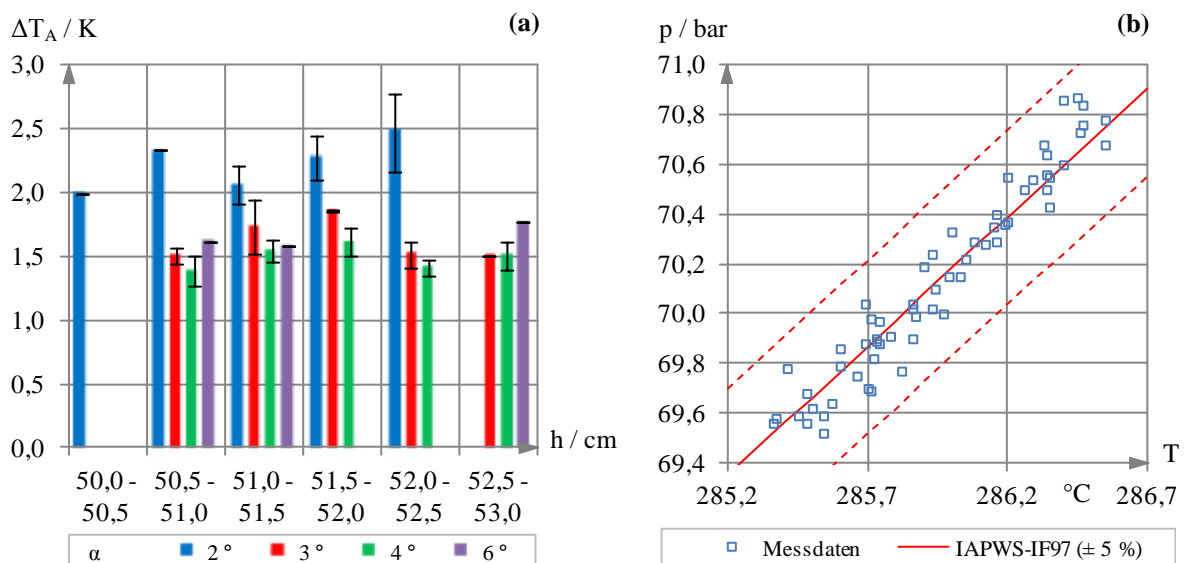 ΔT_A / K
(a)
3,0
2,5
2,0
1,5
1,0
0,5
0,0
h / cm
50,0 - 50,5 - 51,0 - 51,5 - 52,0 - 52,5 -
50,5 51,0 51,5 52,0 52,5 53,0
α 2 ° 3 ° 4 ° 6 °
p / bar
(b)
71,0
70,8
70,6
70,4
70,2
70,0
69,8
69,6
69,4
T
285,2 285,7 286,2 °C 286,7
Messdaten IAPWS-IF97 (± 5 %)